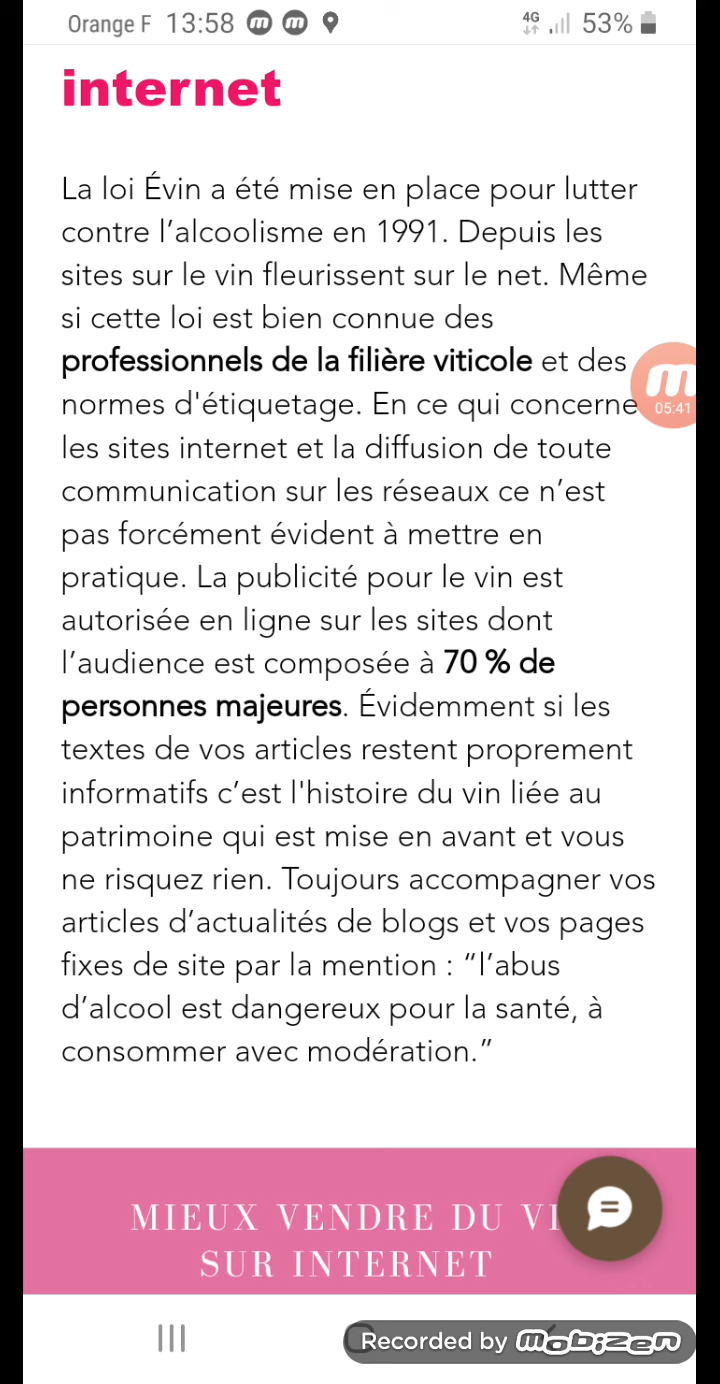 Orange F 13:58
4G 53%
internet
La loi Évin a été mise en place pour lutter
contre l’alcoolisme en 1991. Depuis les
sites sur le vin fleurissent sur le net. Même
si cette loi est bien connue des
professionnels de la filière viticole et des
normes d'étiquetage. En ce qui concerne
les sites internet et la diffusion de toute
communication sur les réseaux ce n’est
pas forcément évident à mettre en
pratique. La publicité pour le vin est
autorisée en ligne sur les sites dont
l’audience est composée à 70 % de
personnes majeures. Évidemment si les
textes de vos articles restent proprement
informatifs c’est l'histoire du vin liée au
patrimoine qui est mise en avant et vous
ne risquez rien. Toujours accompagner vos
articles d’actualités de blogs et vos pages
fixes de site par la mention : “l’abus
d’alcool est dangereux pour la santé, à
consommer avec modération.”
05:41
MIEUX VENDRE DU VI
SUR INTERNET
Recorded by mobizen